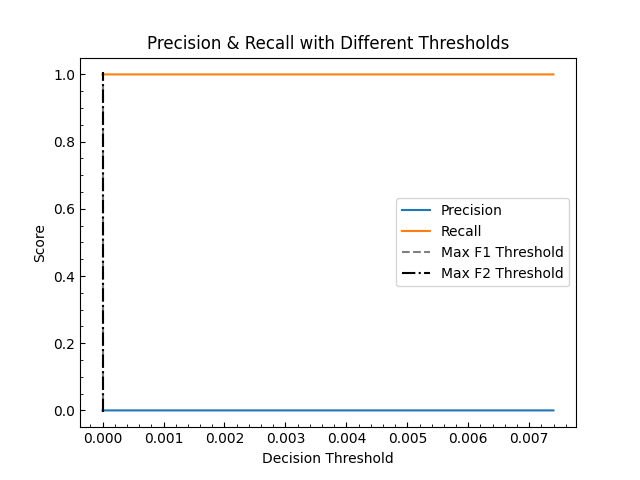 Precision & Recall with Different Thresholds
1.0
0.8
0.6
0.4
0.2
0.0
Score
Precision
Recall
Max F1 Threshold
Max F2 Threshold
0.000 0.001 0.002 0.003 0.004 0.005 0.006 0.007
Decision Threshold